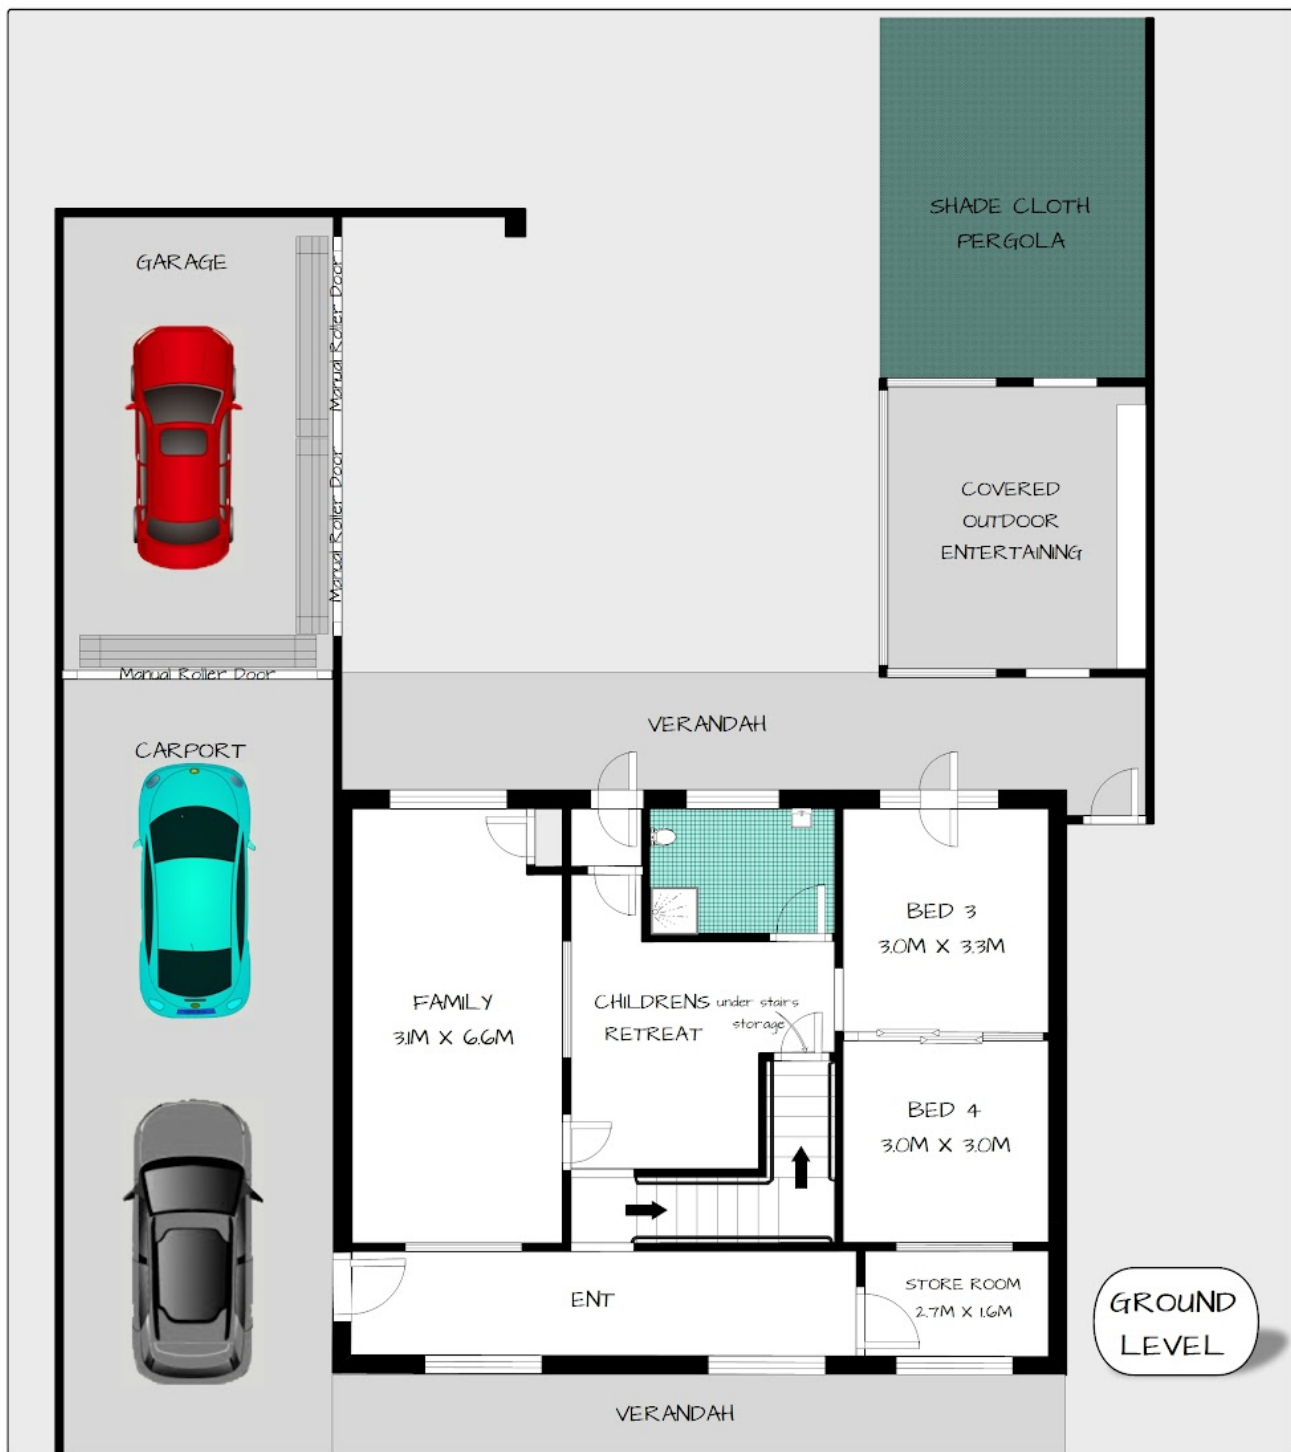 SHADE CLOTH
PERGOLA
GARAGE
Manual Roller Door
Manual Roller Door
COVERED
OUTDOOR
ENTERTAINING
Manual Roller Door
VERANDAH
CARPORT
BED 3
3.0M X 3.3M
FAMILY
3.1M X 6.6M
CHILDRENS
RETREAT
under stairs
storage
BED 4
3.0M X 3.0M
STORE ROOM
2.7M X 1.6M
ENT
GROUND
LEVEL
VERANDAH